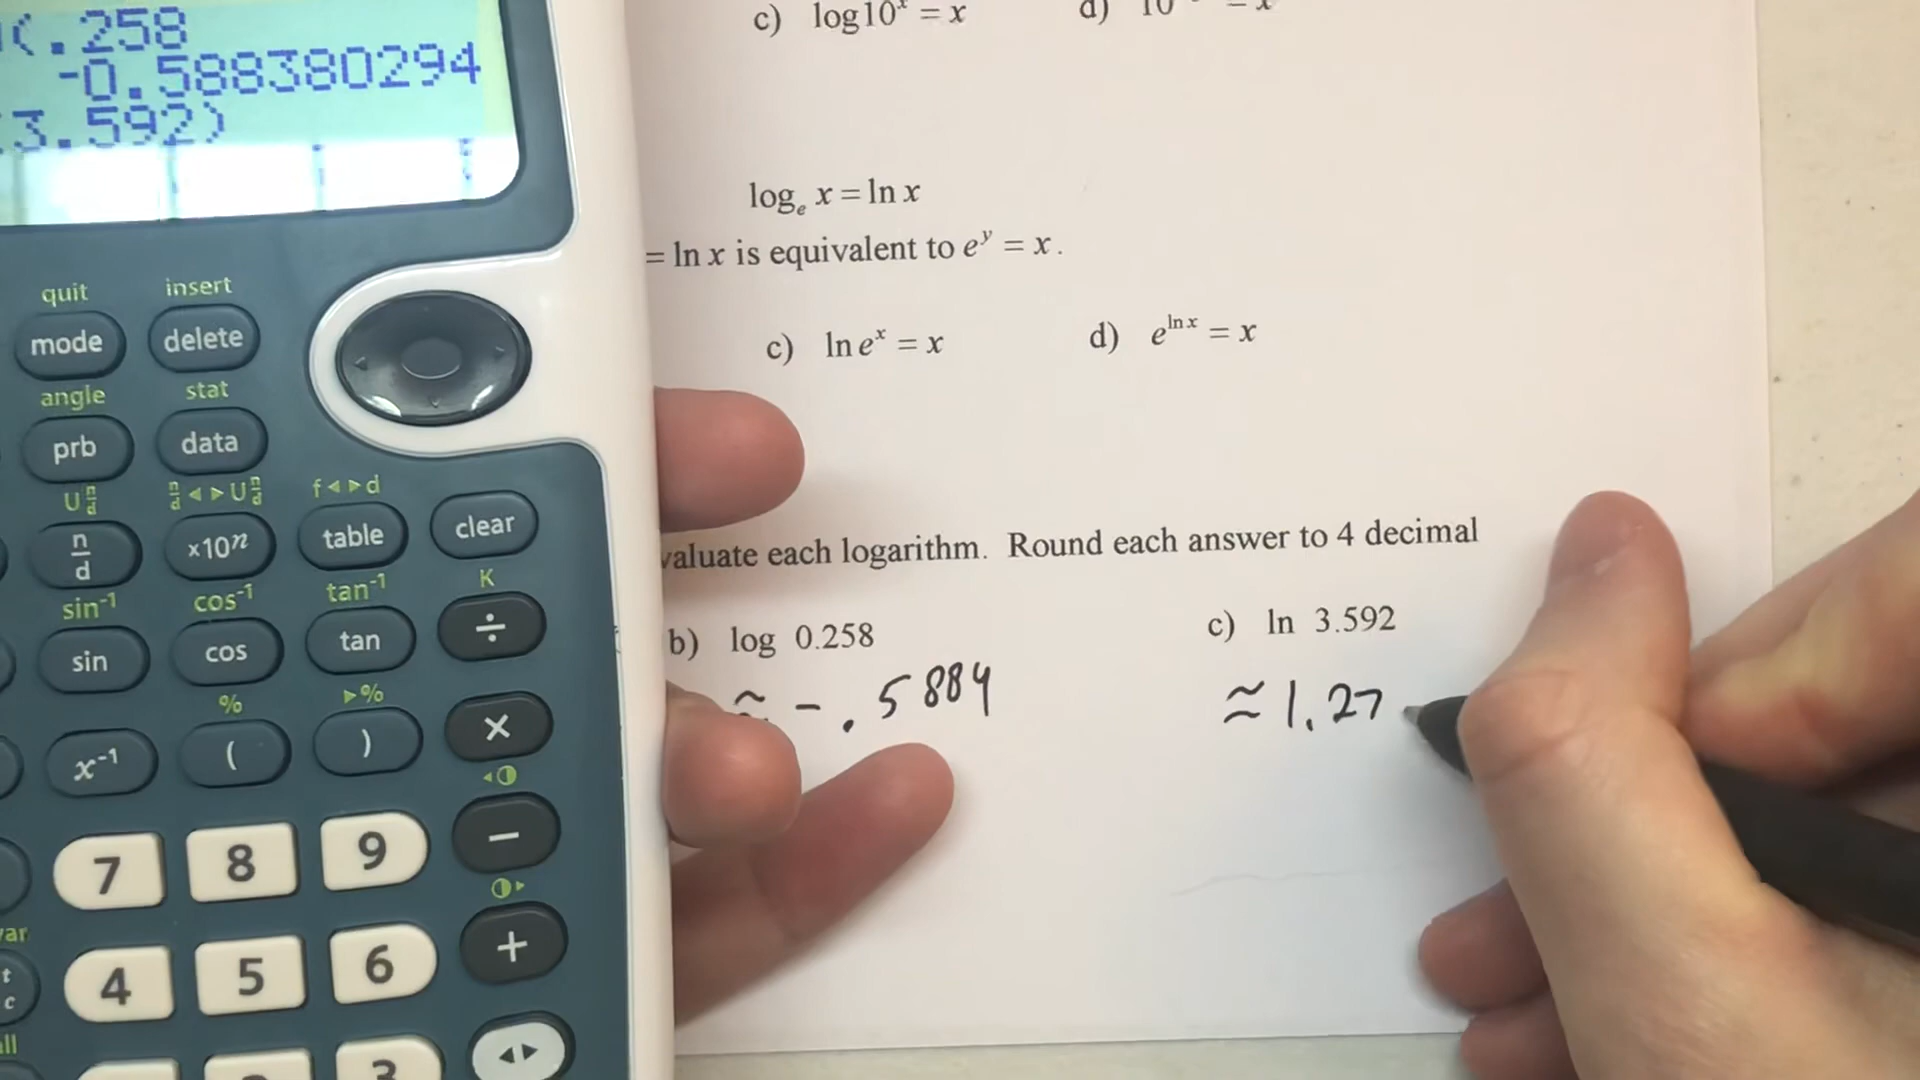 (.258
-0.588380294
3.592)
quit insert
mode delete
angle stat
prb data
U n/d n/d ◂ ▸ U n/d f ◂ ▸ d
n/d ×10ⁿ table clear
sin⁻¹ cos⁻¹ tan⁻¹ K
sin cos tan ÷
% ▸%
x⁻¹ ( ) ×
7 8 9 −
4 5 6 +
3
c) log10ˣ = x d) 10 = x
logₑ x = ln x
= ln x is equivalent to eʸ = x.
c) ln eˣ = x d) e^(ln x) = x
valuate each logarithm. Round each answer to 4 decimal
b) log 0.258 c) ln 3.592
≈ -.5884 ≈ 1.27